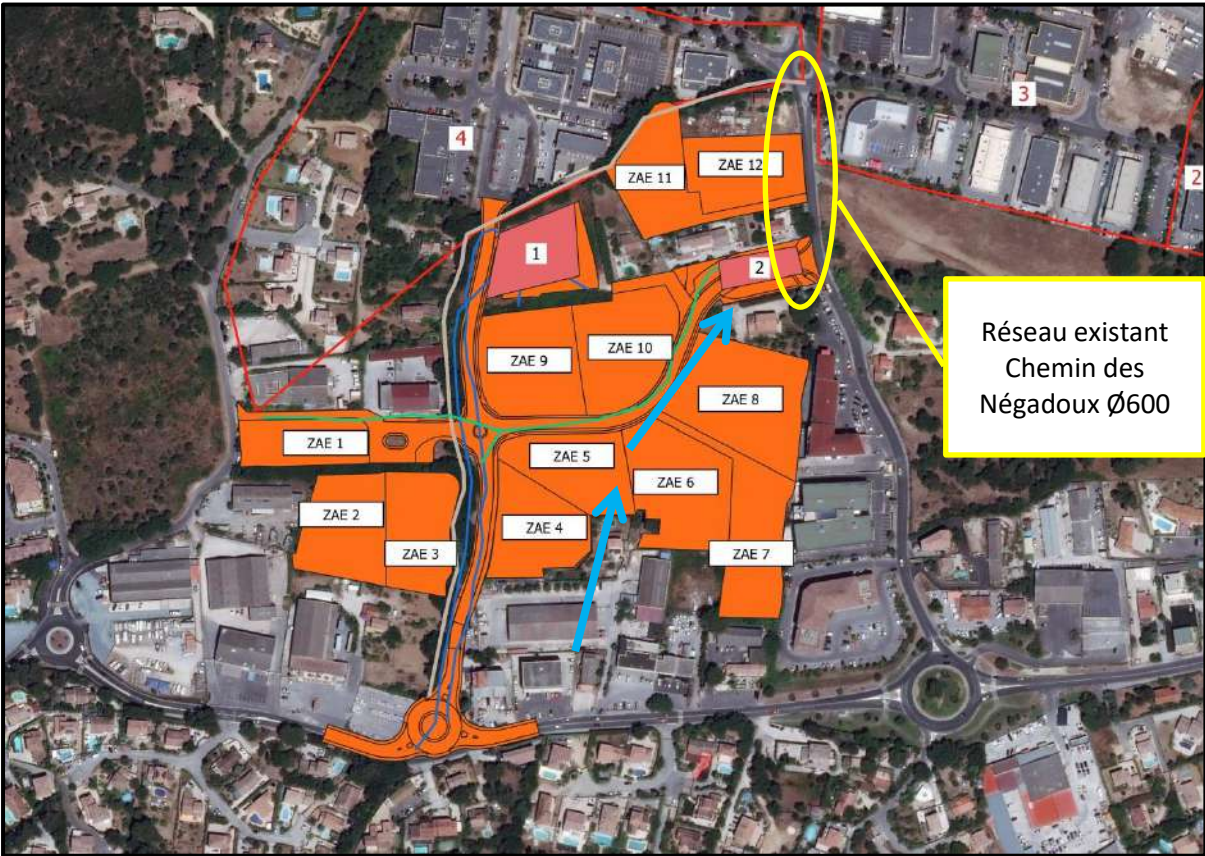 4
3
2
ZAE 11
ZAE 12
1
2
Réseau existant
Chemin des
Négadoux Ø600
ZAE 9
ZAE 10
ZAE 8
ZAE 1
ZAE 5
ZAE 6
ZAE 2
ZAE 4
ZAE 3
ZAE 7